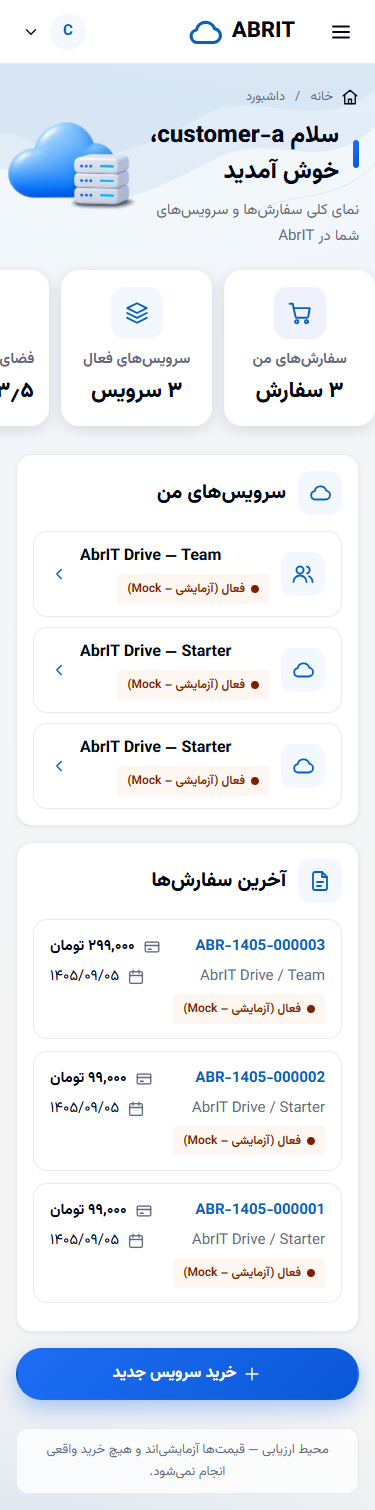 ABRIT
C
خانه / داشبورد
سلام customer-a،
خوش آمدید
نمای کلی سفارش‌ها و سرویس‌های
شما در AbrIT
سفارش‌های من
۳ سفارش
سرویس‌های فعال
۳ سرویس
فضای
۳٫۵
سرویس‌های من
AbrIT Drive — Team
فعال (آزمایشی – Mock)
AbrIT Drive — Starter
فعال (آزمایشی – Mock)
AbrIT Drive — Starter
فعال (آزمایشی – Mock)
آخرین سفارش‌ها
ABR-1405-000003
۲۹۹,۰۰۰ تومان
AbrIT Drive / Team
۱۴۰۵/۰۹/۰۵
فعال (آزمایشی – Mock)
ABR-1405-000002
۹۹,۰۰۰ تومان
AbrIT Drive / Starter
۱۴۰۵/۰۹/۰۵
فعال (آزمایشی – Mock)
ABR-1405-000001
۹۹,۰۰۰ تومان
AbrIT Drive / Starter
۱۴۰۵/۰۹/۰۵
فعال (آزمایشی – Mock)
+ خرید سرویس جدید
محیط ارزیابی — قیمت‌ها آزمایشی‌اند و هیچ خرید واقعی
انجام نمی‌شود.